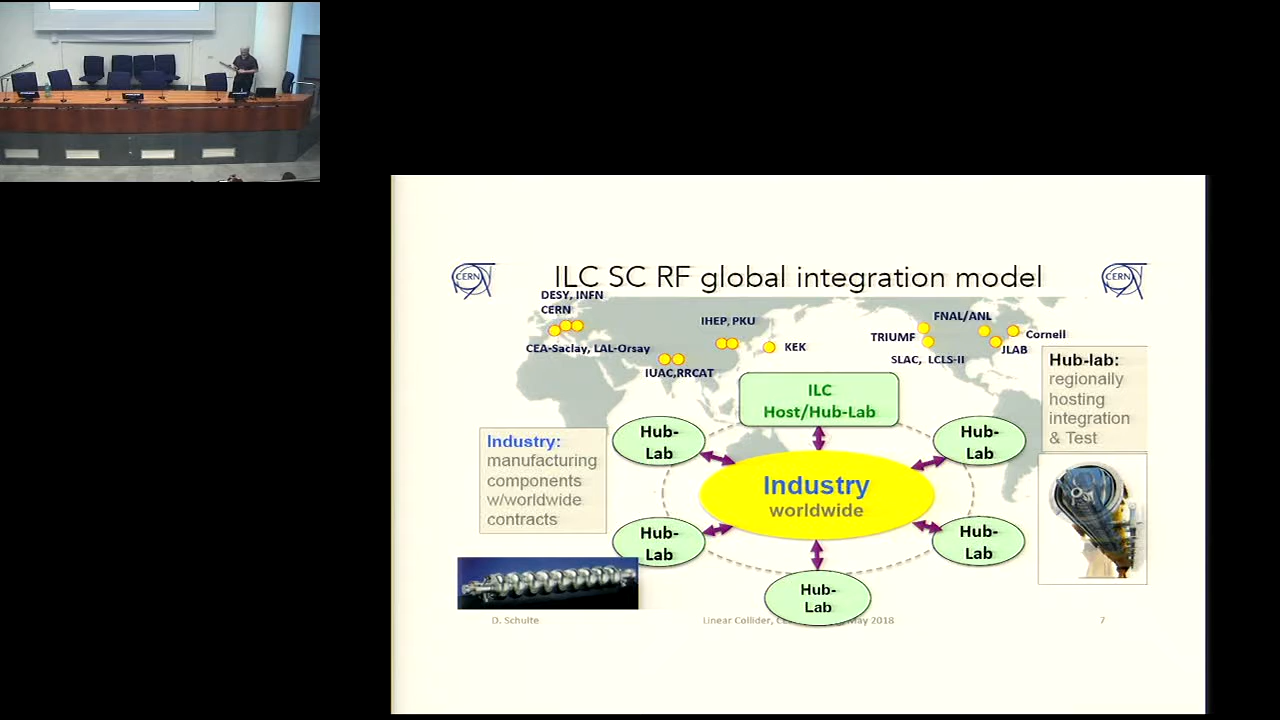 CERN
ILC SC RF global integration model
CERN
DESY, INFN
CERN
CEA-Saclay, LAL-Orsay
IHEP, PKU
KEK
IUAC,RRCAT
TRIUMF
FNAL/ANL
Cornell
JLAB
SLAC, LCLS-II
Hub-lab:
regionally
hosting
integration
& Test
ILC
Host/Hub-Lab
Hub-
Lab
Hub-
Lab
Industry:
manufacturing
components
w/worldwide
contracts
Industry
worldwide
Hub-
Lab
Hub-
Lab
Hub-
Lab
D. Schulte
Linear Collider, May 2018
7